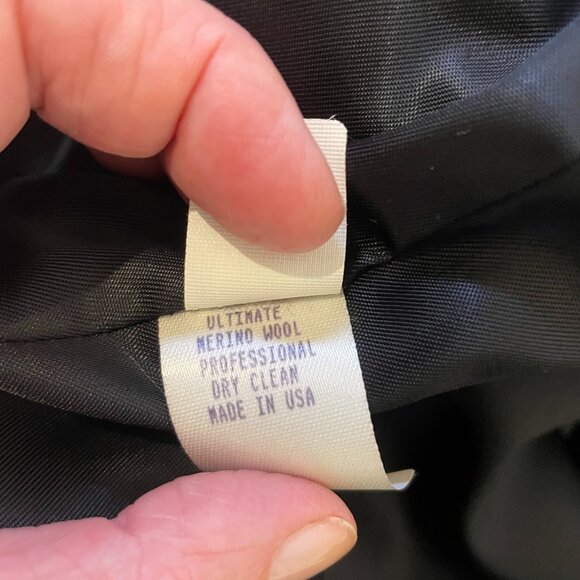 ULTIMATE
MERINO WOOL
PROFESSIONAL
DRY CLEAN
MADE IN USA